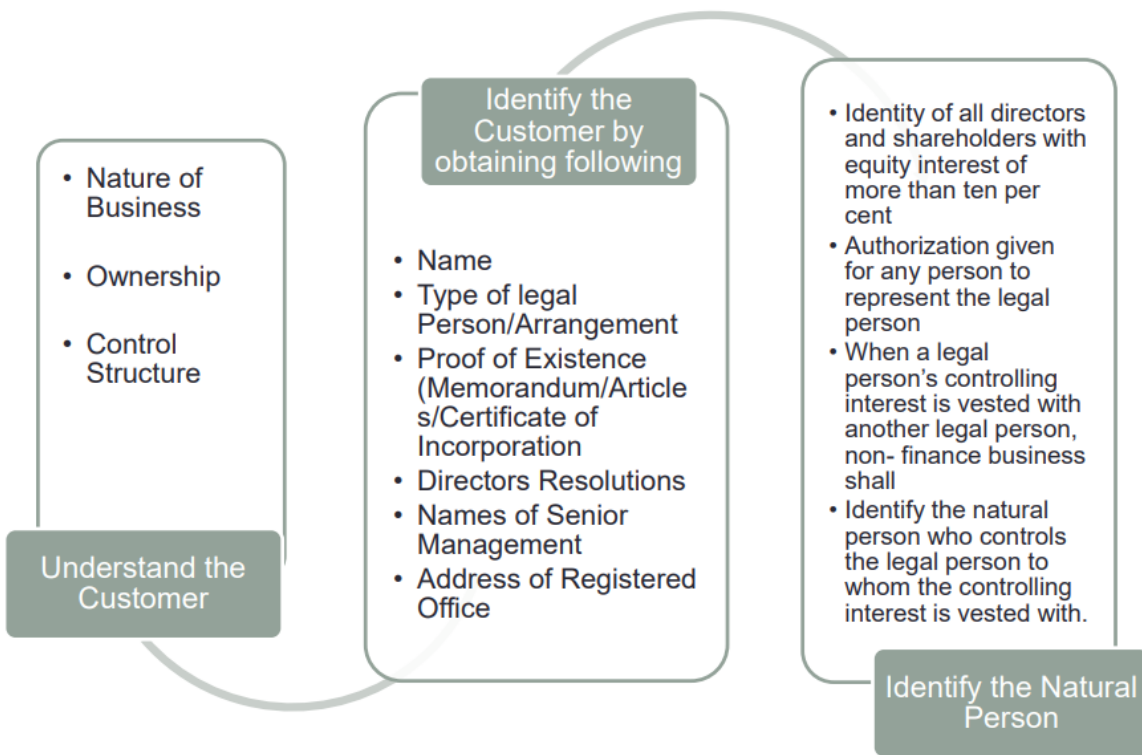 • Nature of
Business
• Ownership
• Control
Structure
Understand the
Customer
Identify the
Customer by
obtaining following
• Name
• Type of legal
Person/Arrangement
• Proof of Existence
(Memorandum/Article
s/Certificate of
Incorporation
• Directors Resolutions
• Names of Senior
Management
• Address of Registered
Office
• Identity of all directors
and shareholders with
equity interest of
more than ten per
cent
• Authorization given
for any person to
represent the legal
person
• When a legal
person’s controlling
interest is vested with
another legal person,
non- finance business
shall
• Identify the natural
person who controls
the legal person to
whom the controlling
interest is vested with.
Identify the Natural
Person